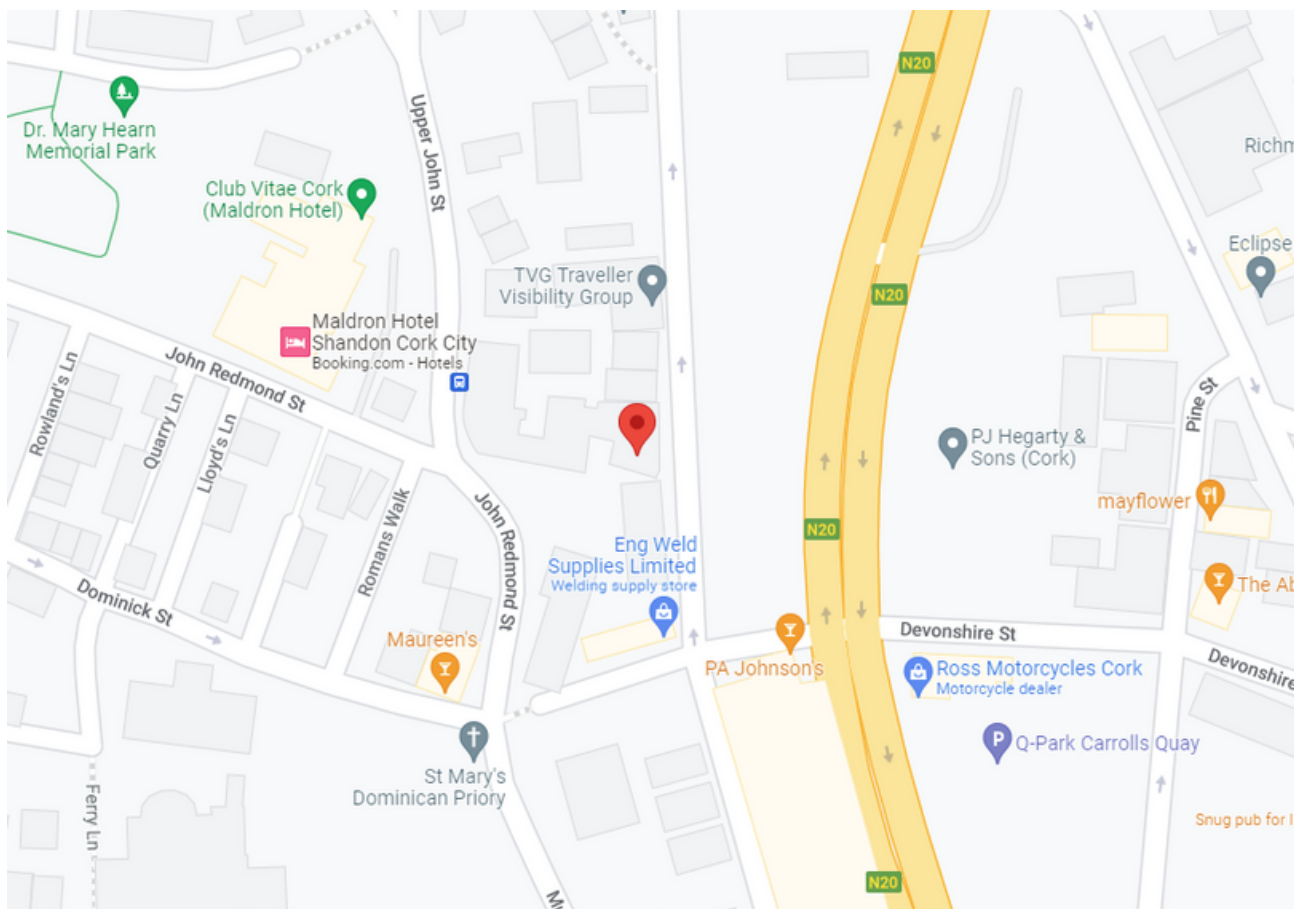 N20
Dr. Mary Hearn
Memorial Park
Upper John St
Richm
Club Vitae Cork
(Maldron Hotel)
Eclipse
TVG Traveller
Visibility Group
N20
Maldron Hotel
Shandon Cork City
Booking.com - Hotels
John Redmond St
Rowland's Ln
Quarry Ln
Lloyd's Ln
Pine St
PJ Hegarty &
Sons (Cork)
mayflower
Romans Walk
John Redmond St
N20
Eng Weld
Supplies Limited
Welding supply store
The Ab
Dominick St
Devonshire St
Maureen's
PA Johnson's
Ross Motorcycles Cork
Motorcycle dealer
Devonshire
P
Q-Park Carrolls Quay
St Mary's
Dominican Priory
Ferry Ln
Snug pub for l
N20